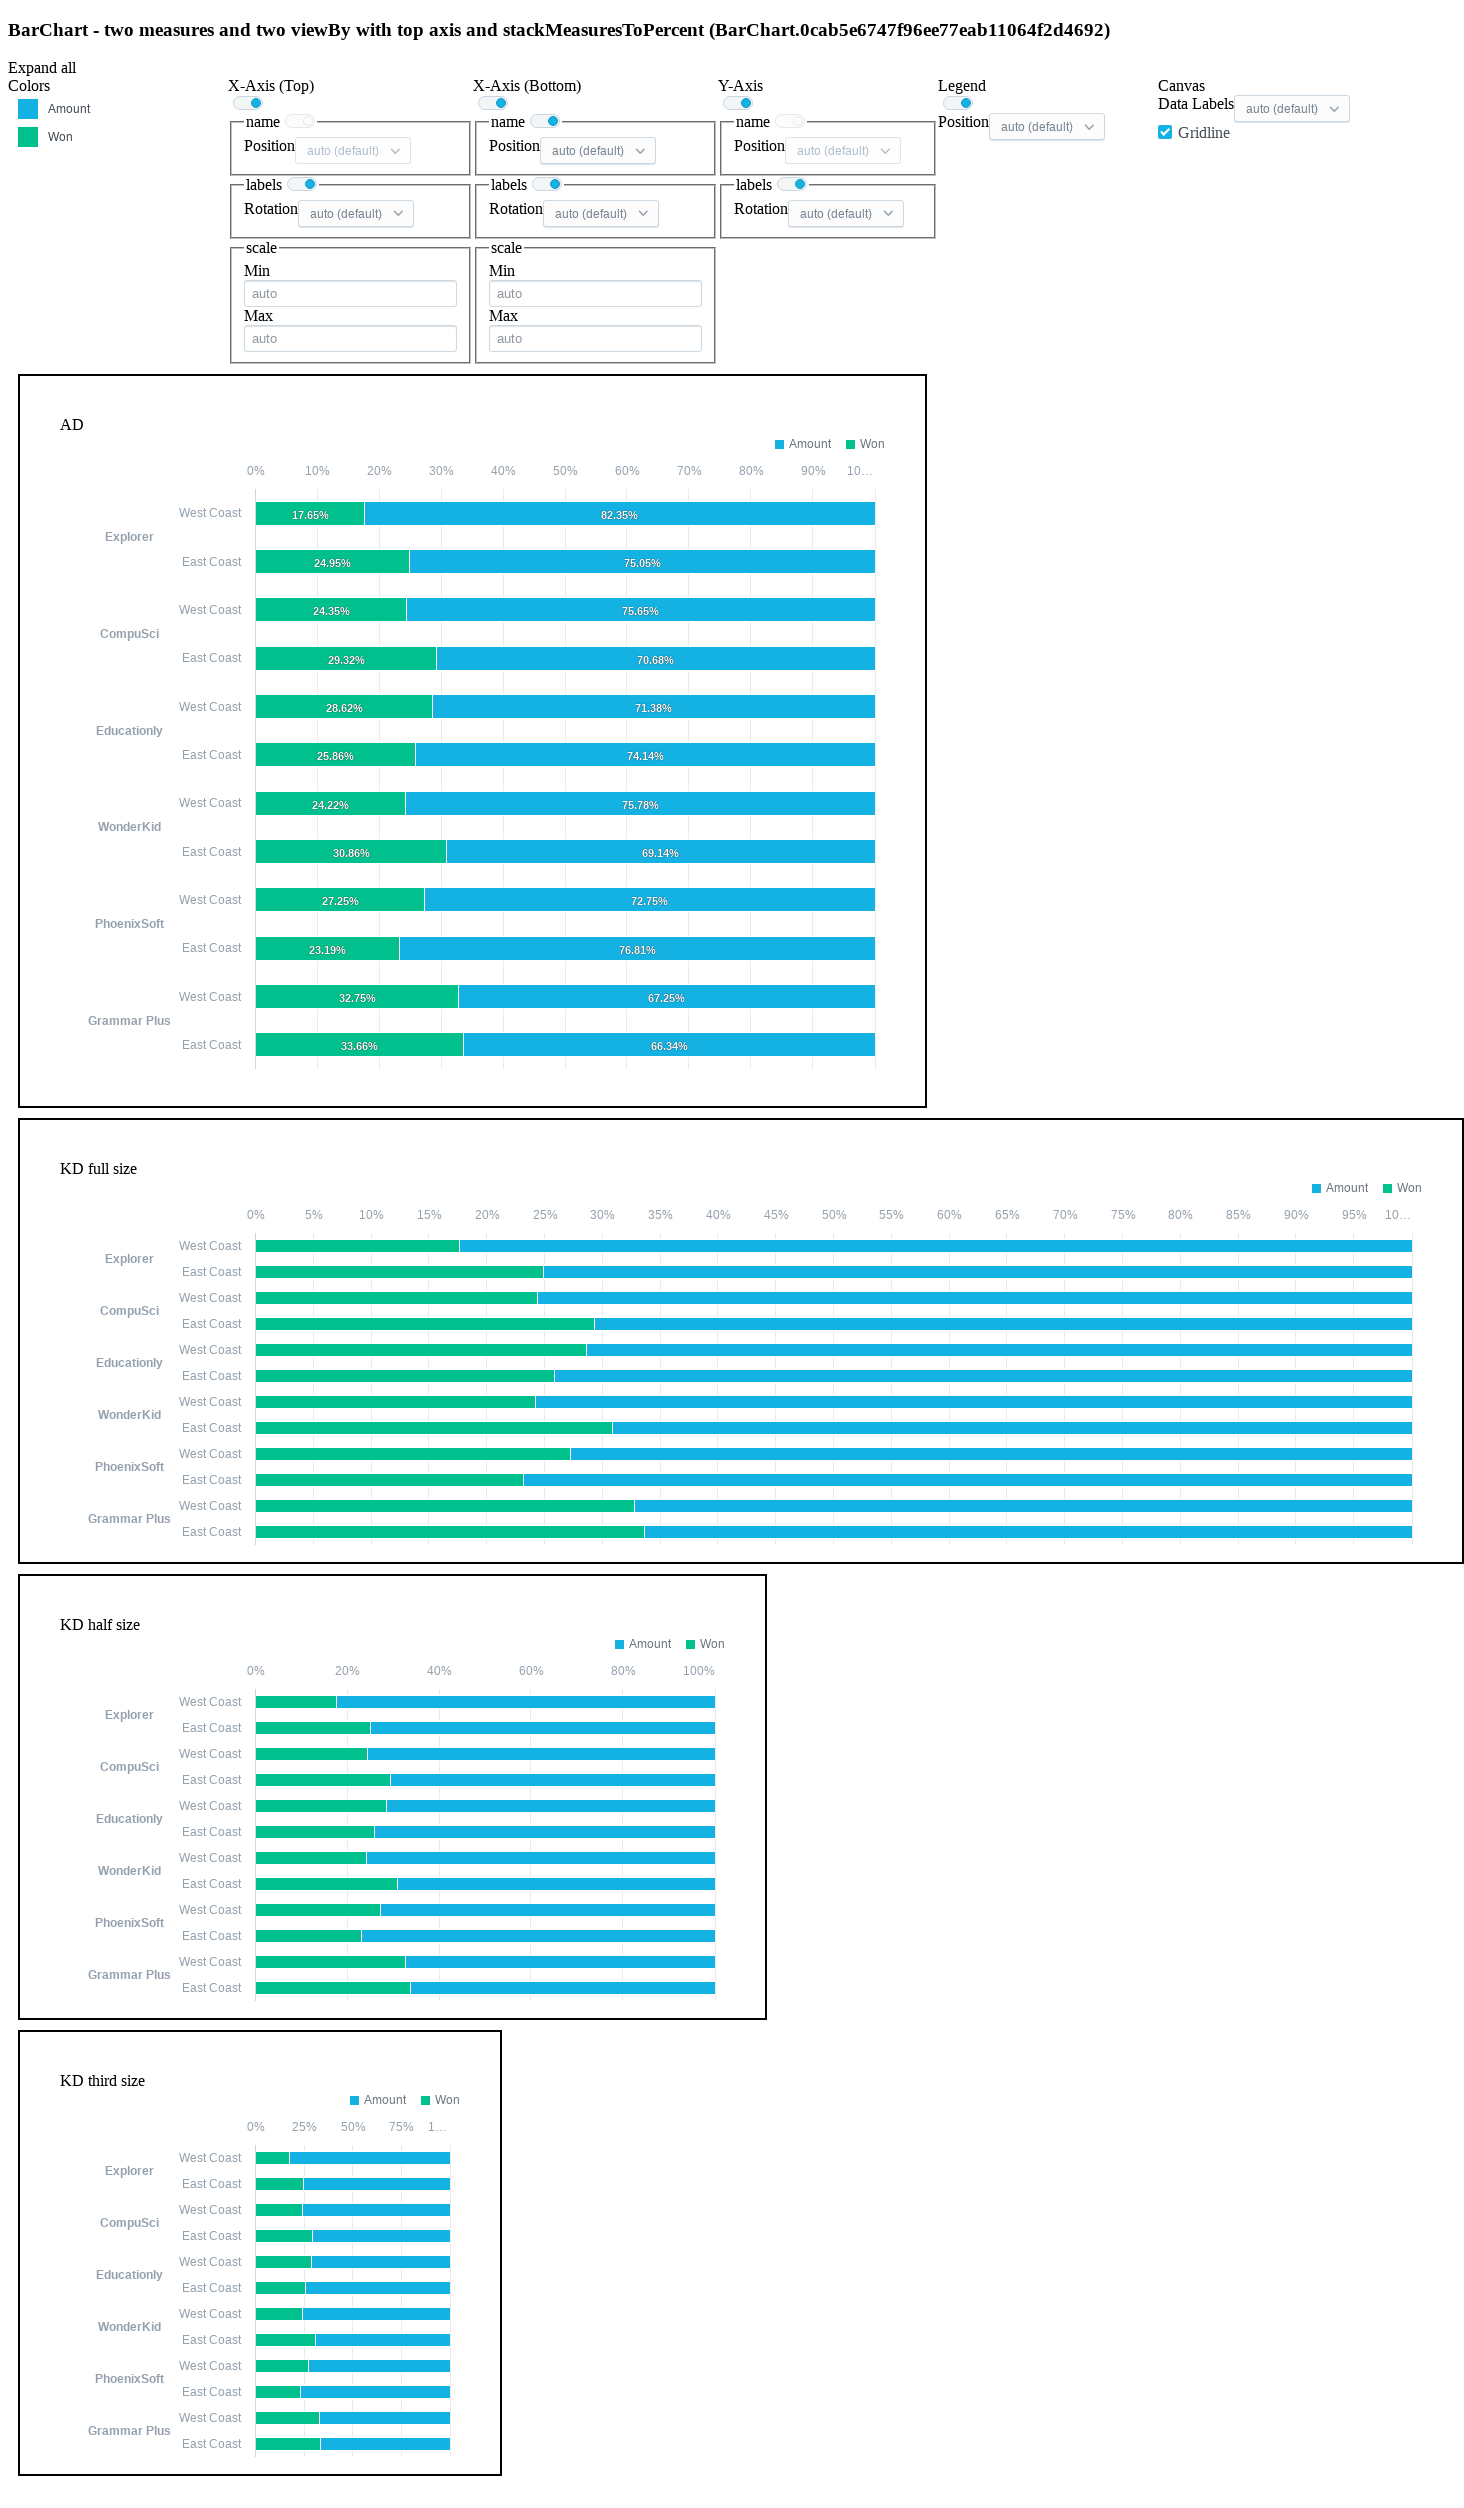 BarChart - two measures and two viewBy with top axis and stackMeasuresToPercent (BarChart.0cab5e6747f96ee77eab11064f2d4692)
Expand all
Colors
Amount
Won
X-Axis (Top)
name
Position auto (default)
labels
Rotation auto (default)
scale
Min
auto
Max
auto
X-Axis (Bottom)
name
Position auto (default)
labels
Rotation auto (default)
scale
Min
auto
Max
auto
Y-Axis
name
Position auto (default)
labels
Rotation auto (default)
Legend
Position auto (default)
Canvas
Data Labels auto (default)
Gridline
AD
Amount Won
0% 10% 20% 30% 40% 50% 60% 70% 80% 90% 10…
Explorer
West Coast 17.65% 82.35%
East Coast 24.95% 75.05%
CompuSci
West Coast 24.35% 75.65%
East Coast 29.32% 70.68%
Educationly
West Coast 28.62% 71.38%
East Coast 25.86% 74.14%
WonderKid
West Coast 24.22% 75.78%
East Coast 30.86% 69.14%
PhoenixSoft
West Coast 27.25% 72.75%
East Coast 23.19% 76.81%
Grammar Plus
West Coast 32.75% 67.25%
East Coast 33.66% 66.34%
KD full size
Amount Won
0% 5% 10% 15% 20% 25% 30% 35% 40% 45% 50% 55% 60% 65% 70% 75% 80% 85% 90% 95% 10…
Explorer
West Coast
East Coast
CompuSci
West Coast
East Coast
Educationly
West Coast
East Coast
WonderKid
West Coast
East Coast
PhoenixSoft
West Coast
East Coast
Grammar Plus
West Coast
East Coast
KD half size
Amount Won
0% 20% 40% 60% 80% 100%
Explorer
West Coast
East Coast
CompuSci
West Coast
East Coast
Educationly
West Coast
East Coast
WonderKid
West Coast
East Coast
PhoenixSoft
West Coast
East Coast
Grammar Plus
West Coast
East Coast
KD third size
Amount Won
0% 25% 50% 75% 1…
Explorer
West Coast
East Coast
CompuSci
West Coast
East Coast
Educationly
West Coast
East Coast
WonderKid
West Coast
East Coast
PhoenixSoft
West Coast
East Coast
Grammar Plus
West Coast
East Coast